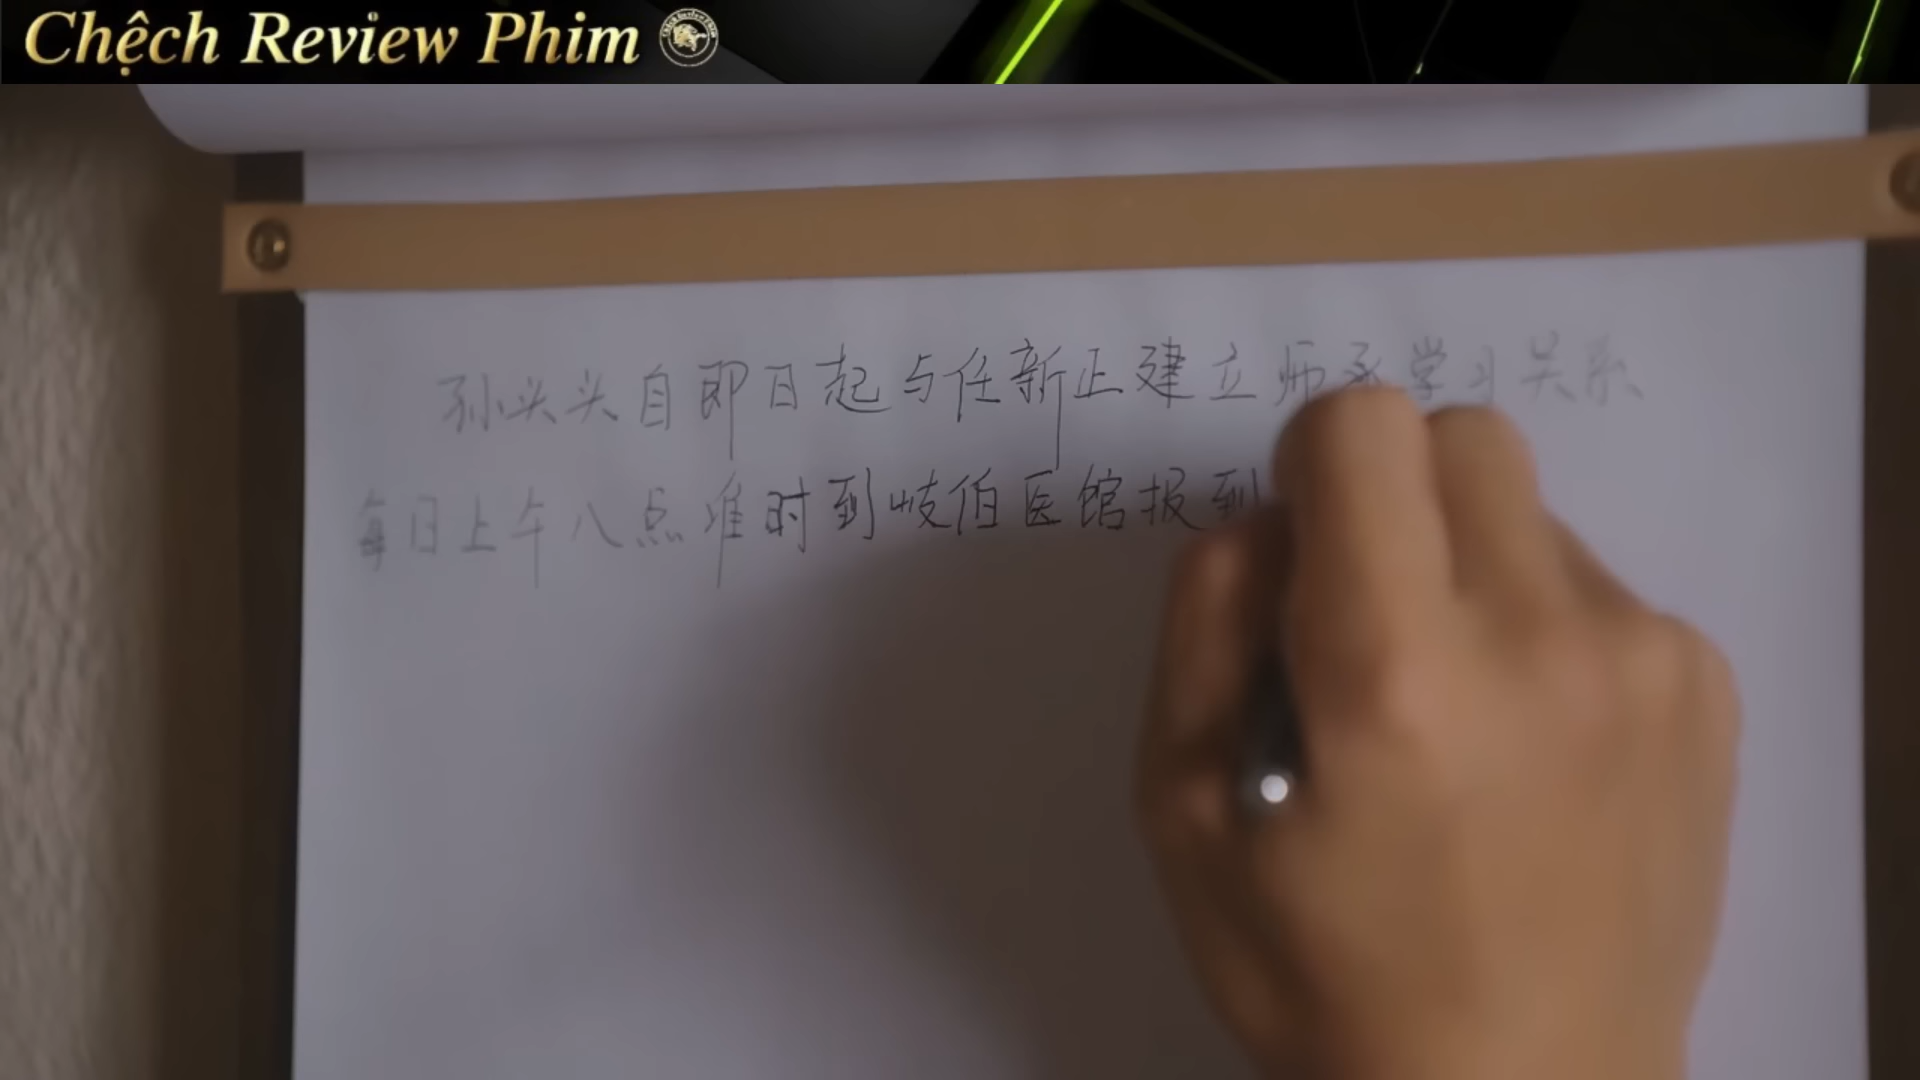 Chệch Review Phim
孙头头自即日起与任新正建立师承学习关系
每日上午八点准时到岐伯医馆报到